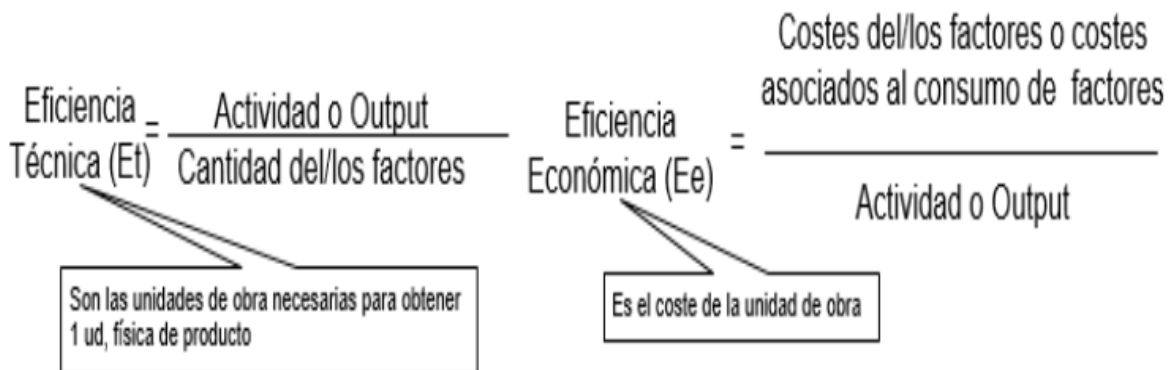 Eficiencia
Técnica (Et)
=
Actividad o Output
Cantidad del/los factores
Eficiencia
Económica (Ee)
=
Costes del/los factores o costes
asociados al consumo de factores
Actividad o Output
Son las unidades de obra necesarias para obtener
1 ud, física de producto
Es el coste de la unidad de obra